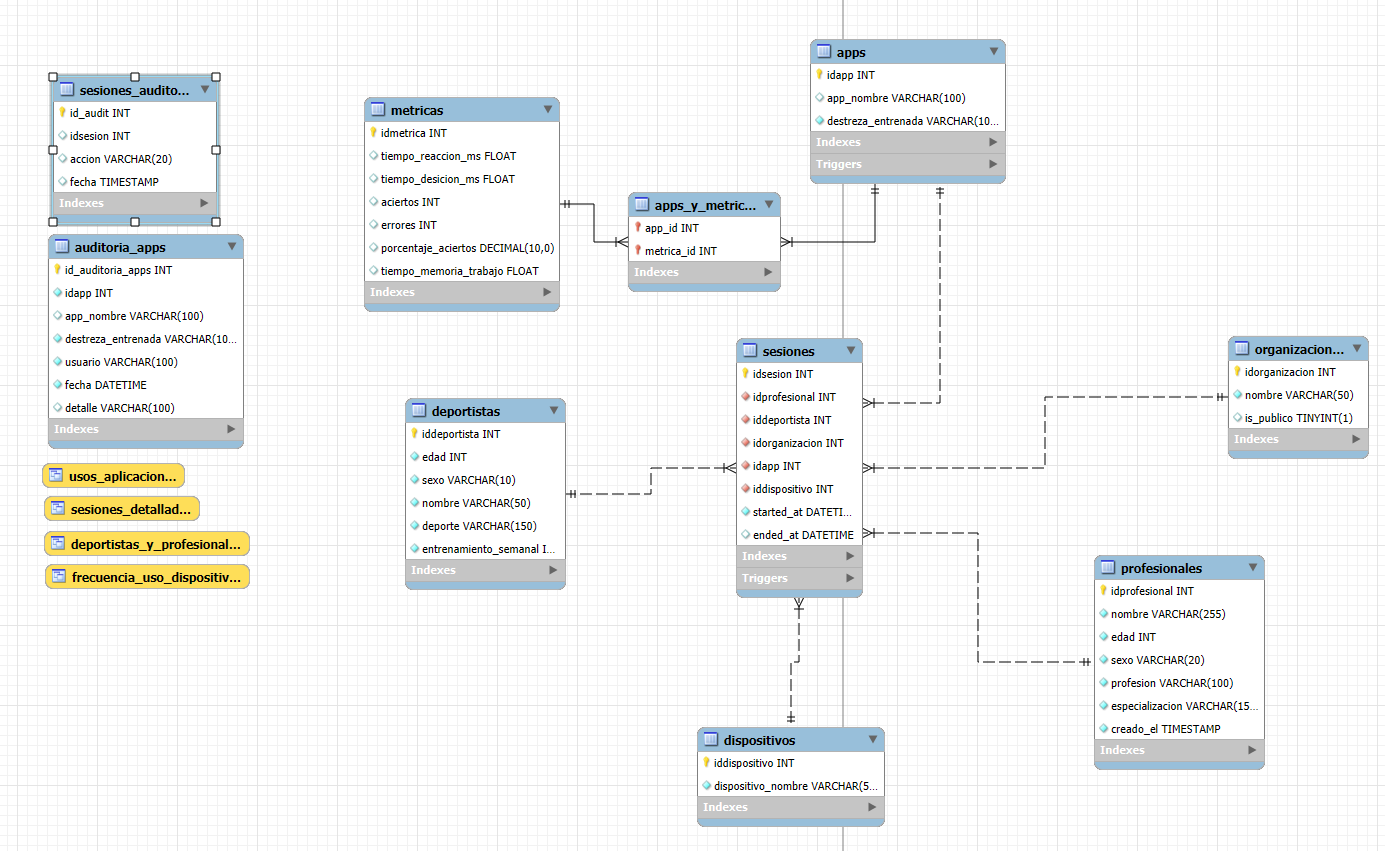 sesiones_audito...
id_audit INT
idsesion INT
accion VARCHAR(20)
fecha TIMESTAMP
Indexes
auditoria_apps
id_auditoria_apps INT
idapp INT
app_nombre VARCHAR(100)
destreza_entrenada VARCHAR(10...
usuario VARCHAR(100)
fecha DATETIME
detalle VARCHAR(100)
Indexes
usos_aplicacion...
sesiones_detallad...
deportistas_y_profesional...
frecuencia_uso_dispositiv...
metricas
idmetrica INT
tiempo_reaccion_ms FLOAT
tiempo_desicion_ms FLOAT
aciertos INT
errores INT
porcentaje_aciertos DECIMAL(10,0)
tiempo_memoria_trabajo FLOAT
Indexes
apps_y_metric...
app_id INT
metrica_id INT
Indexes
apps
idapp INT
app_nombre VARCHAR(100)
destreza_entrenada VARCHAR(10...
Indexes
Triggers
deportistas
iddeportista INT
edad INT
sexo VARCHAR(10)
nombre VARCHAR(50)
deporte VARCHAR(150)
entrenamiento_semanal I...
Indexes
sesiones
idsesion INT
idprofesional INT
iddeportista INT
idorganizacion INT
idapp INT
iddispositivo INT
started_at DATETI...
ended_at DATETIME
Indexes
Triggers
organizacion...
idorganizacion INT
nombre VARCHAR(50)
is_publico TINYINT(1)
Indexes
profesionales
idprofesional INT
nombre VARCHAR(255)
edad INT
sexo VARCHAR(20)
profesion VARCHAR(100)
especializacion VARCHAR(15...
creado_el TIMESTAMP
Indexes
dispositivos
iddispositivo INT
dispositivo_nombre VARCHAR(5...
Indexes